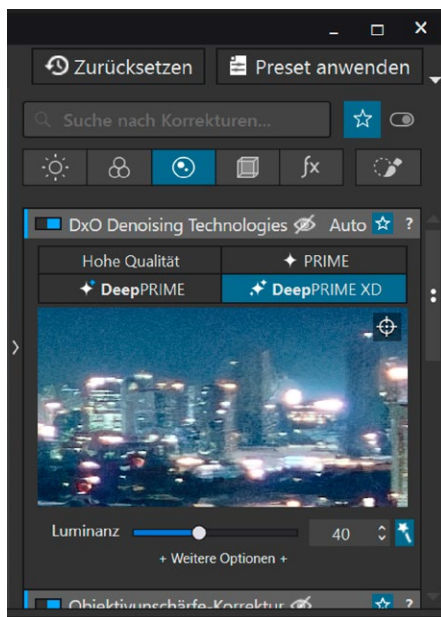 Zurücksetzen Preset anwenden
Suche nach Korrekturen...
fx
DxO Denoising Technologies Auto ?
Hohe Qualität PRIME
DeepPRIME DeepPRIME XD
Luminanz 40
+ Weitere Optionen +
Objektivunschärfe-Korrektur ?